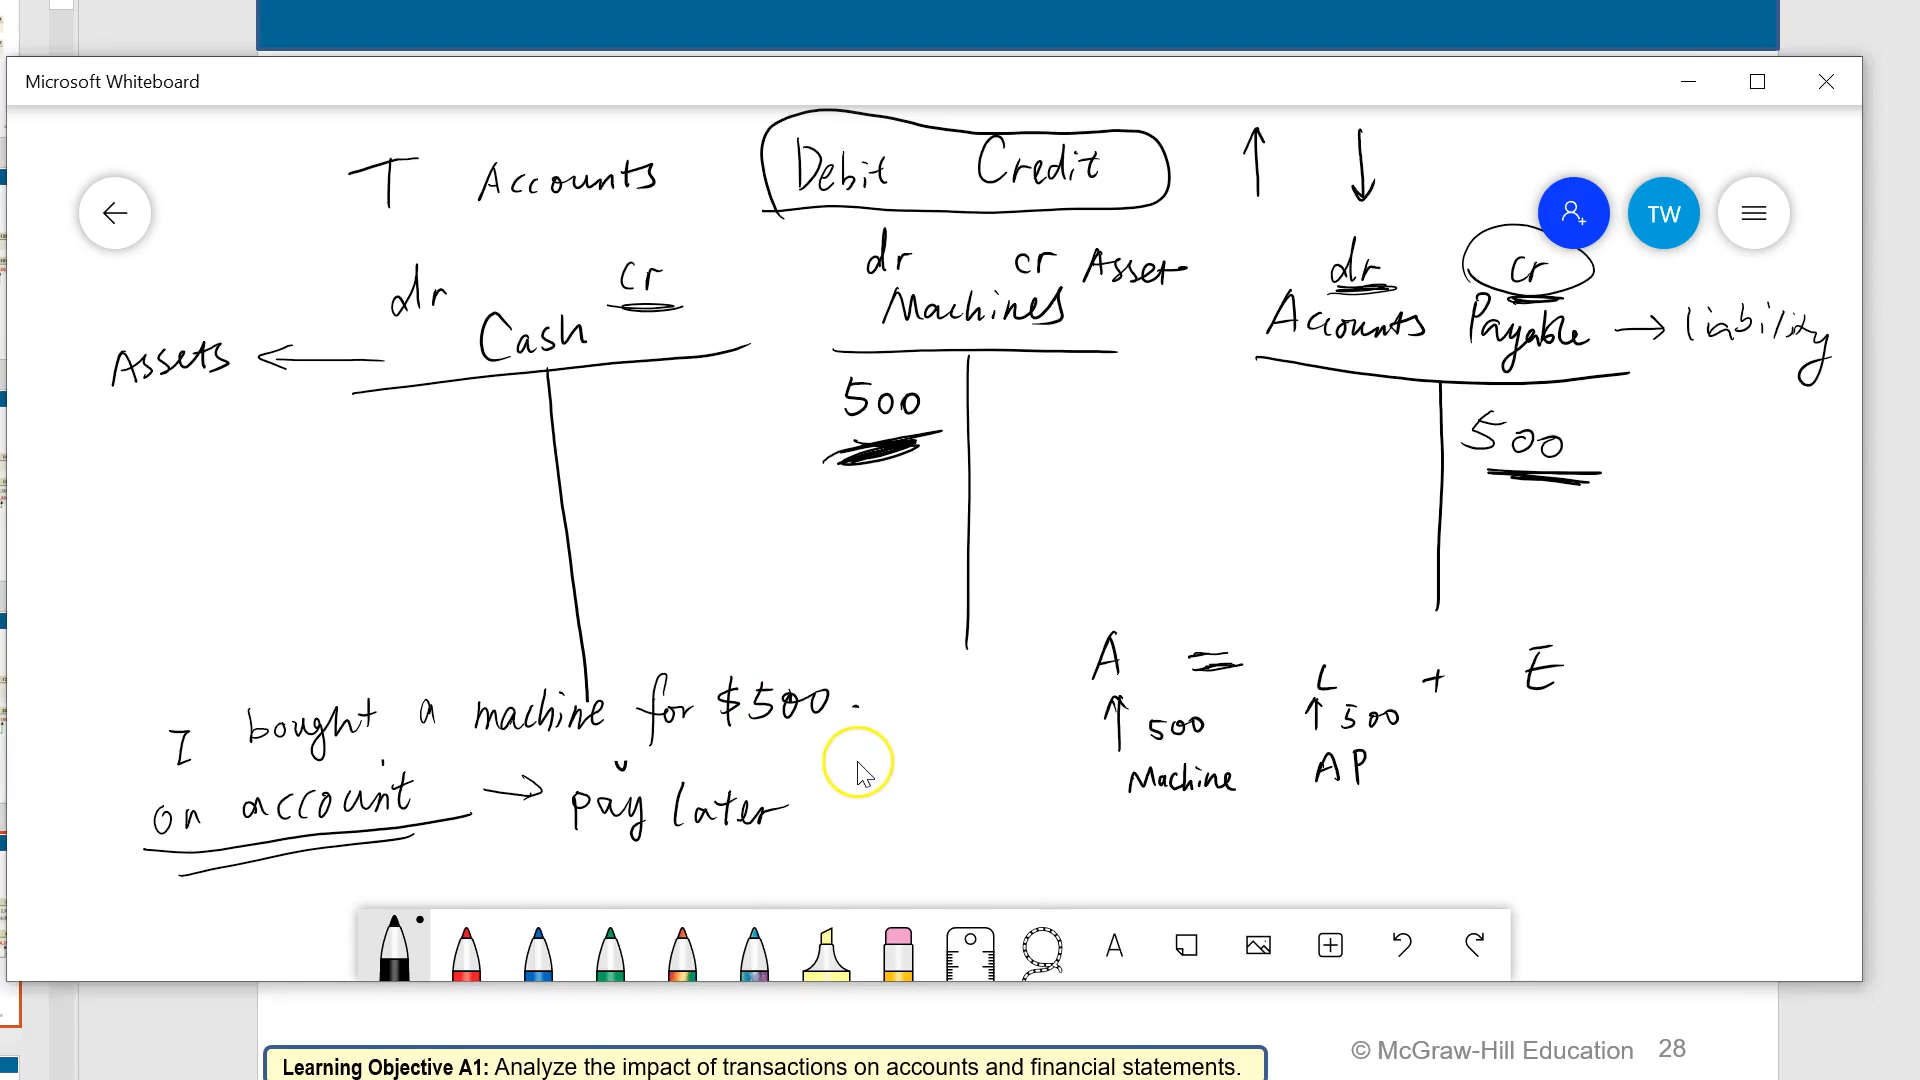 Microsoft Whiteboard
T Accounts Debit Credit ↑ ↓
TW
dr cr dr cr Asset dr cr
Assets ← Cash Machines Accounts Payable → liability
500 500
A = L + E
I bought a machine for $500. ↑ 500 ↑ 500
on account → pay later Machine AP
A
© McGraw-Hill Education 28
Learning Objective A1: Analyze the impact of transactions on accounts and financial statements.